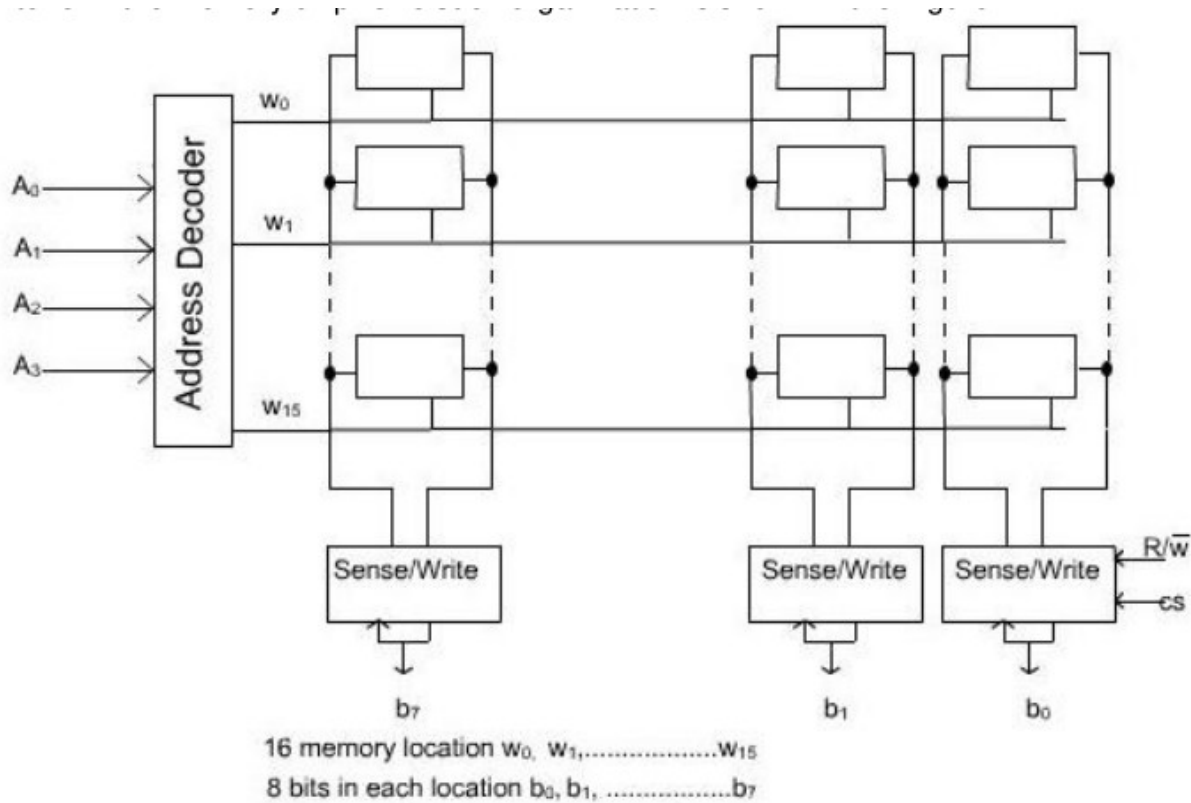 w₀
A₀
A₁
A₂
A₃
Address Decoder
w₁
w₁₅
Sense/Write
Sense/Write
Sense/Write
R/w̅
cs
b₇
b₁
b₀
16 memory location w₀, w₁,...................w₁₅
8 bits in each location b₀, b₁, .....................b₇